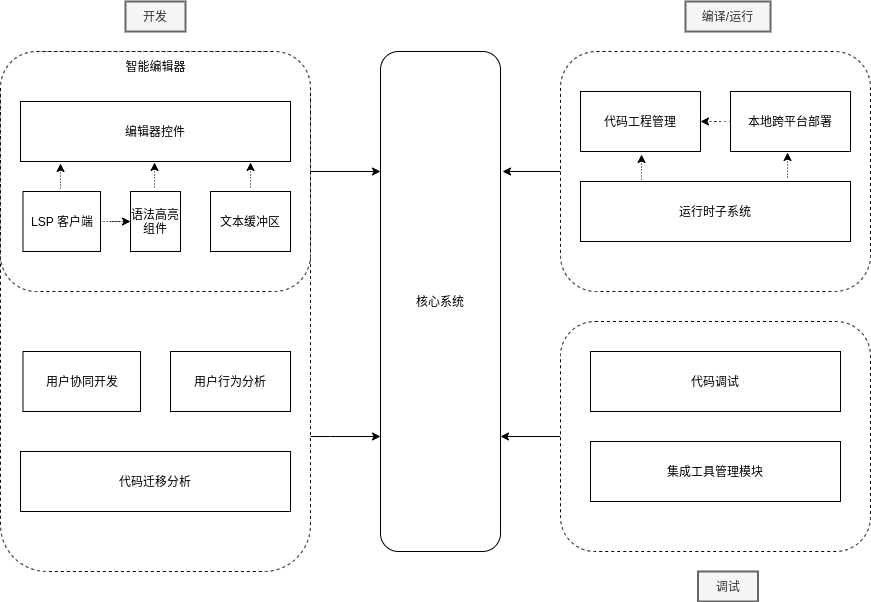 开发
编译/运行
智能编辑器
编辑器控件
LSP 客户端
语法高亮
组件
文本缓冲区
用户协同开发
用户行为分析
代码迁移分析
核心系统
代码工程管理
本地跨平台部署
运行时子系统
代码调试
集成工具管理模块
调试